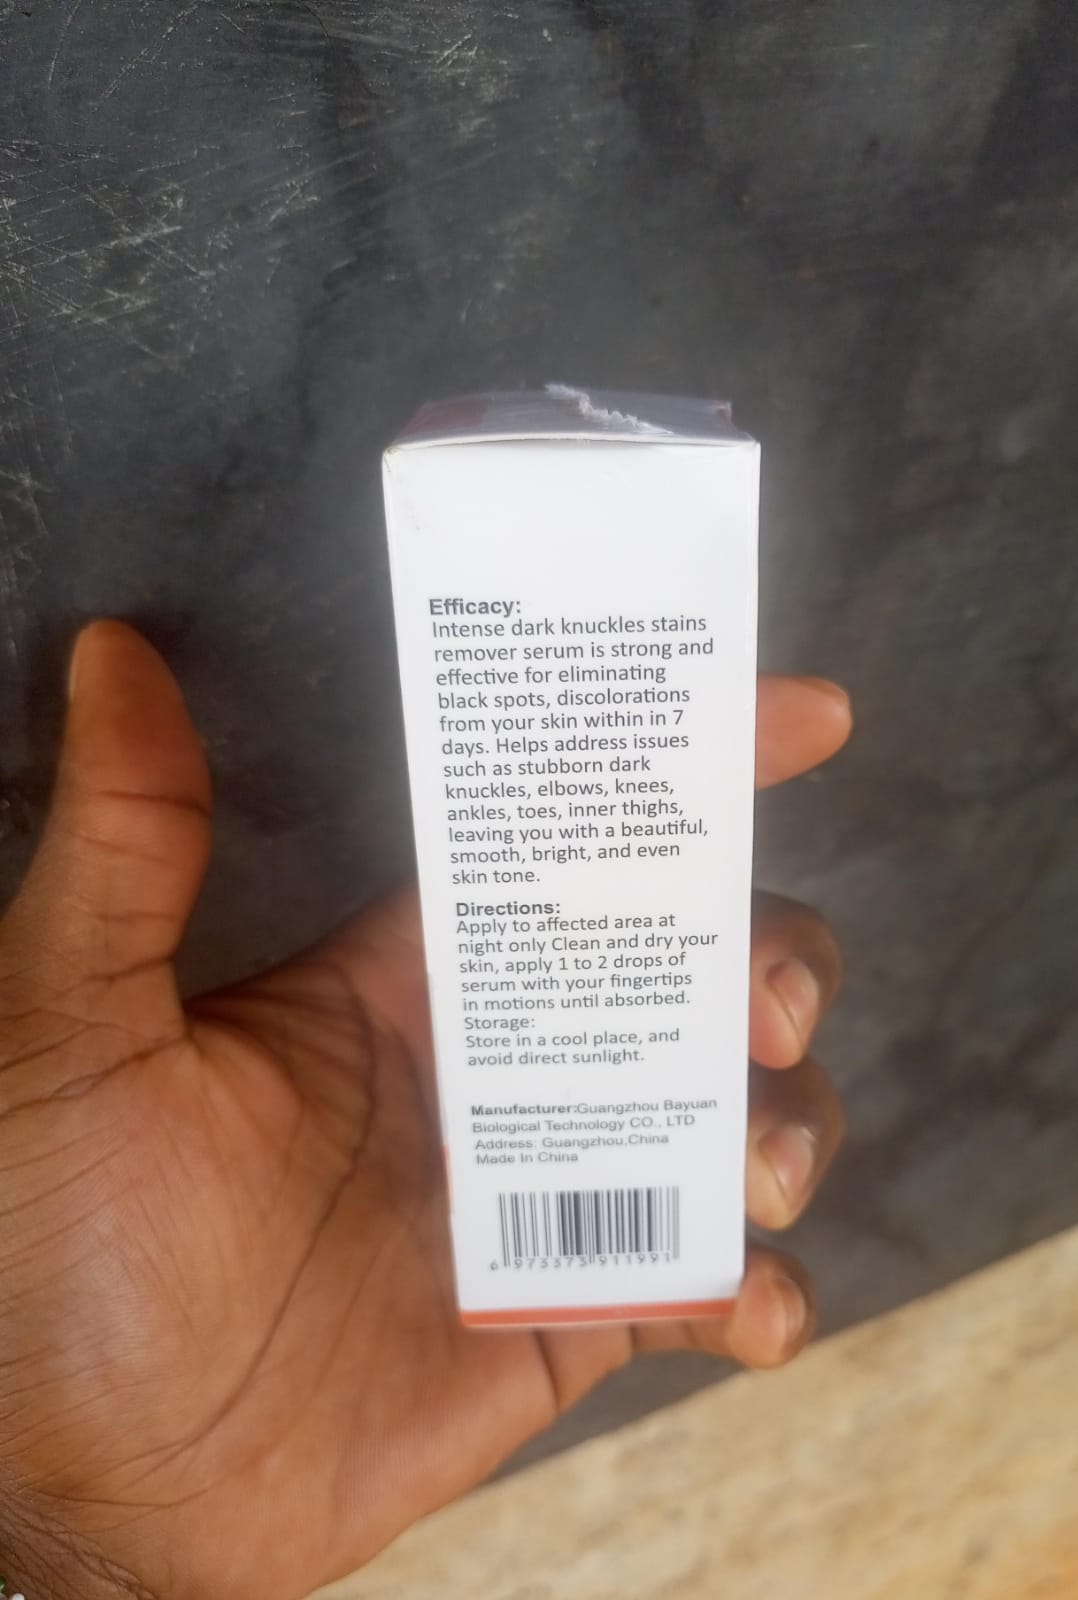 Efficacy:
Intense dark knuckles stains
remover serum is strong and
effective for eliminating
black spots, discolorations
from your skin within in 7
days. Helps address issues
such as stubborn dark
knuckles, elbows, knees,
ankles, toes, inner thighs,
leaving you with a beautiful,
smooth, bright, and even
skin tone.
Directions:
Apply to affected area at
night only Clean and dry your
skin, apply 1 to 2 drops of
serum with your fingertips
in motions until absorbed.
Storage:
Store in a cool place, and
avoid direct sunlight.
Manufacturer:Guangzhou Bayuan
Biological Technology CO., LTD
Address: Guangzhou,China
Made In China
6 973373 911991